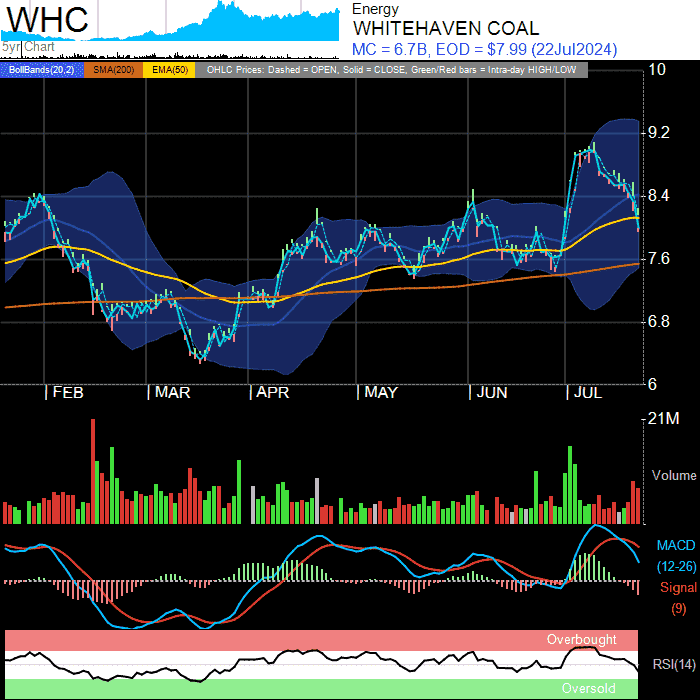 WHC
Energy
WHITEHAVEN COAL
5yr Chart
MC = 6.7B, EOD = $7.99 (22Jul2024)
BollBands(20,2) SMA(200) EMA(50) OHLC Prices: Dashed = OPEN, Solid = CLOSE, Green/Red bars = Intra-day HIGH/LOW
10
9.2
8.4
7.6
6.8
6
| FEB | MAR | APR | MAY | JUN | JUL
21M
Volume
MACD
(12-26)
Signal
(9)
Overbought
RSI(14)
Oversold